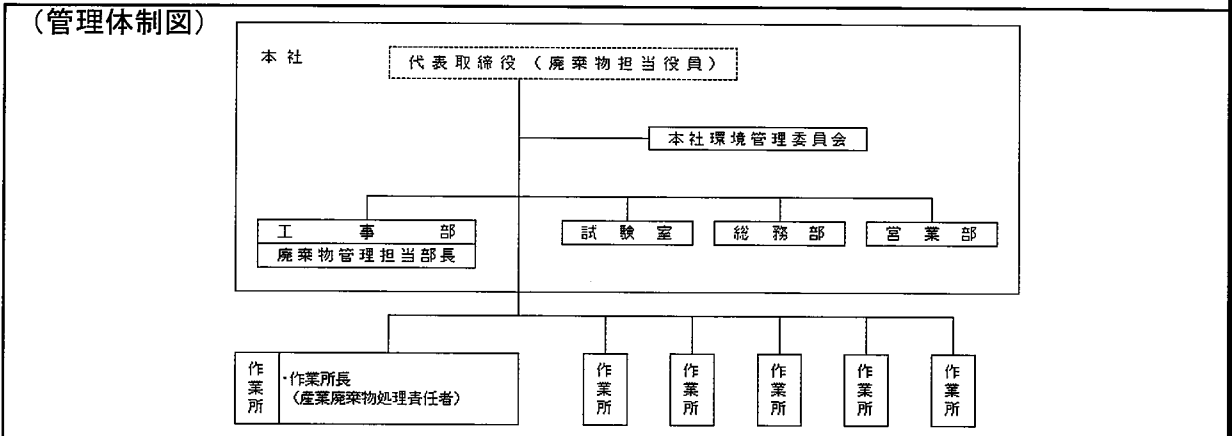 (管理体制図)
本社
代表取締役(廃棄物担当役員)
本社環境管理委員会
工事部
廃棄物管理担当部長
試験室
総務部
営業部
作業所
・作業所長
(産業廃棄物処理責任者)
作業所
作業所
作業所
作業所
作業所